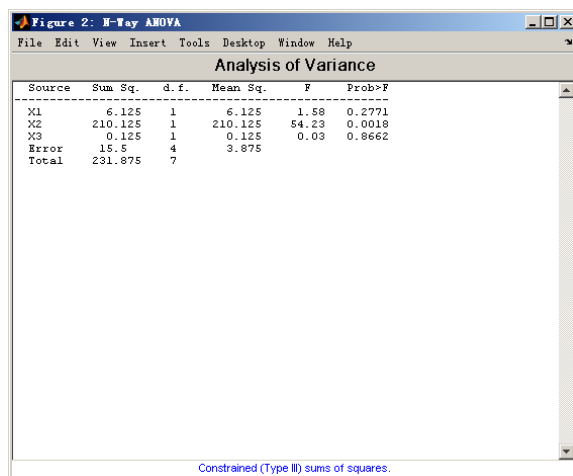 Figure 2: N-Way ANOVA
File Edit View Insert Tools Desktop Window Help
Analysis of Variance
Source Sum Sq. d.f. Mean Sq. F Prob>F
X1 6.125 1 6.125 1.58 0.2771
X2 210.125 1 210.125 54.23 0.0018
X3 0.125 1 0.125 0.03 0.8662
Error 15.5 4 3.875
Total 231.875 7
Constrained (Type III) sums of squares.